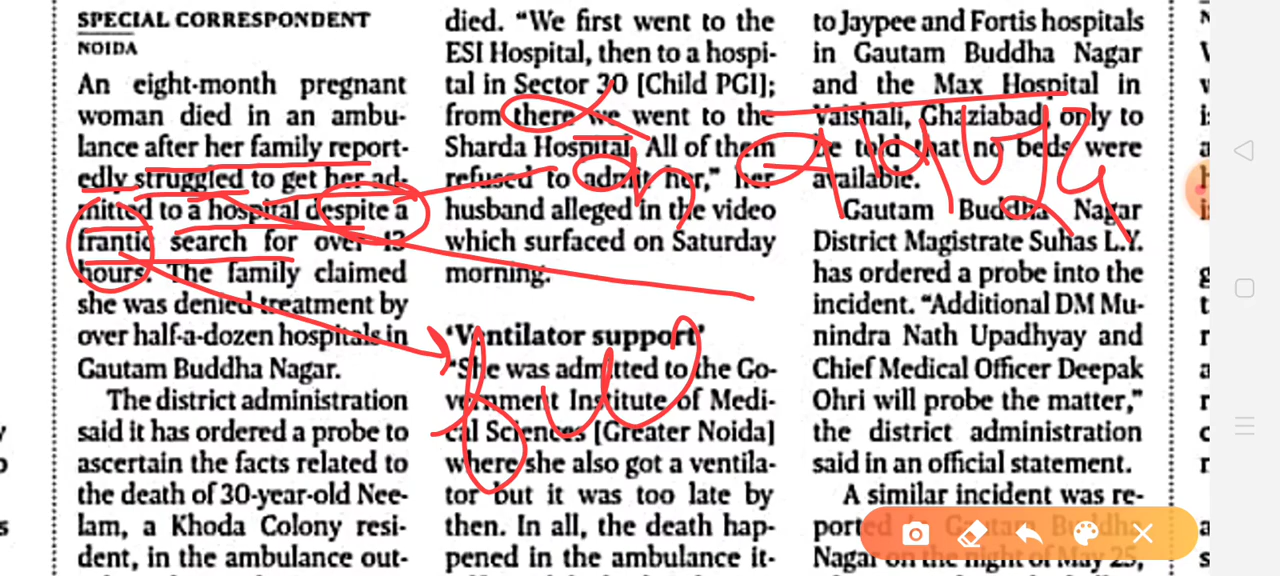 SPECIAL CORRESPONDENT
NOIDA
An eight-month pregnant
woman died in an ambu-
lance after her family report-
edly struggled to get her ad-
mitted to a hospital despite a
frantic search for over 13
hours. The family claimed
she was denied treatment by
over half-a-dozen hospitals in
Gautam Buddha Nagar.
The district administration
said it has ordered a probe to
ascertain the facts related to
the death of 30-year-old Nee-
lam, a Khoda Colony resi-
dent, in the ambulance out-
died. “We first went to the
ESI Hospital, then to a hospi-
tal in Sector 30 [Child PGI];
from there we went to the
Sharda Hospital. All of them
refused to admit her,” her
husband alleged in the video
which surfaced on Saturday
morning.
‘Ventilator support’
“She was admitted to the Go-
vernment Institute of Medi-
cal Sciences [Greater Noida]
where she also got a ventila-
tor but it was too late by
then. In all, the death hap-
pened in the ambulance it-
to Jaypee and Fortis hospitals
in Gautam Buddha Nagar
and the Max Hospital in
Vaishali, Ghaziabad, only to
be told that no beds were
available.
Gautam Buddha Nagar
District Magistrate Suhas L.Y.
has ordered a probe into the
incident. “Additional DM Mu-
nindra Nath Upadhyay and
Chief Medical Officer Deepak
Ohri will probe the matter,”
the district administration
said in an official statement.
A similar incident was re-
ported in Gautam Buddha
Nagar on the night of May 25,